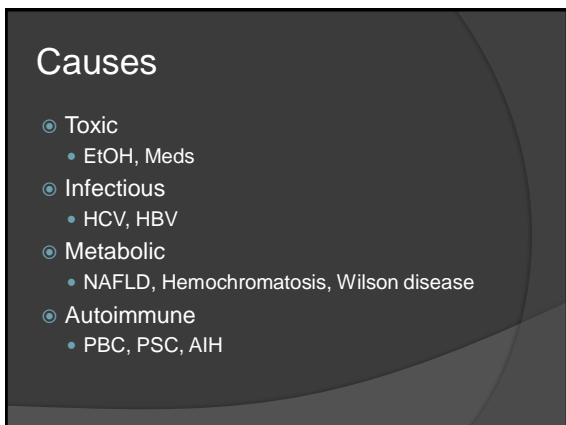 Causes
Toxic
EtOH, Meds
Infectious
HCV, HBV
Metabolic
NAFLD, Hemochromatosis, Wilson disease
Autoimmune
PBC, PSC, AIH